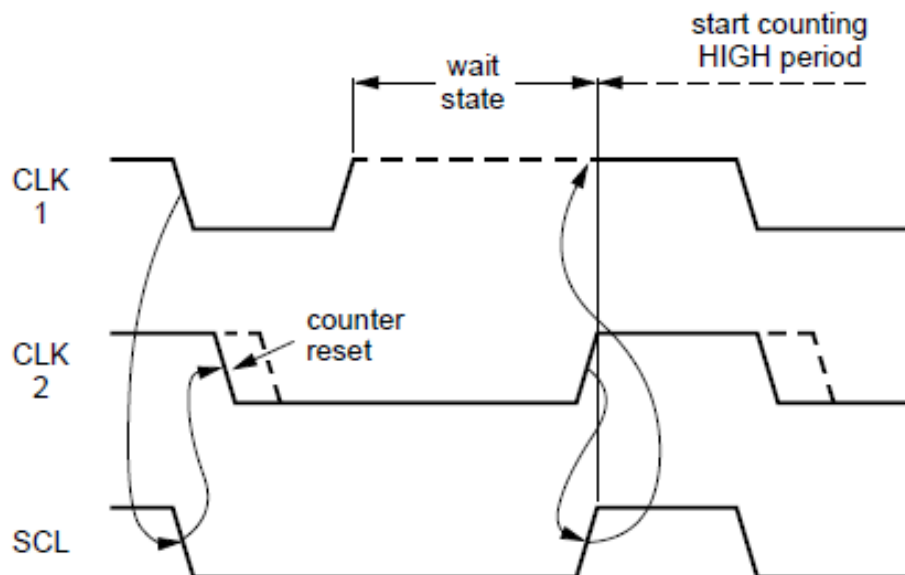 start counting
HIGH period
wait
state
CLK
1
counter
reset
CLK
2
SCL